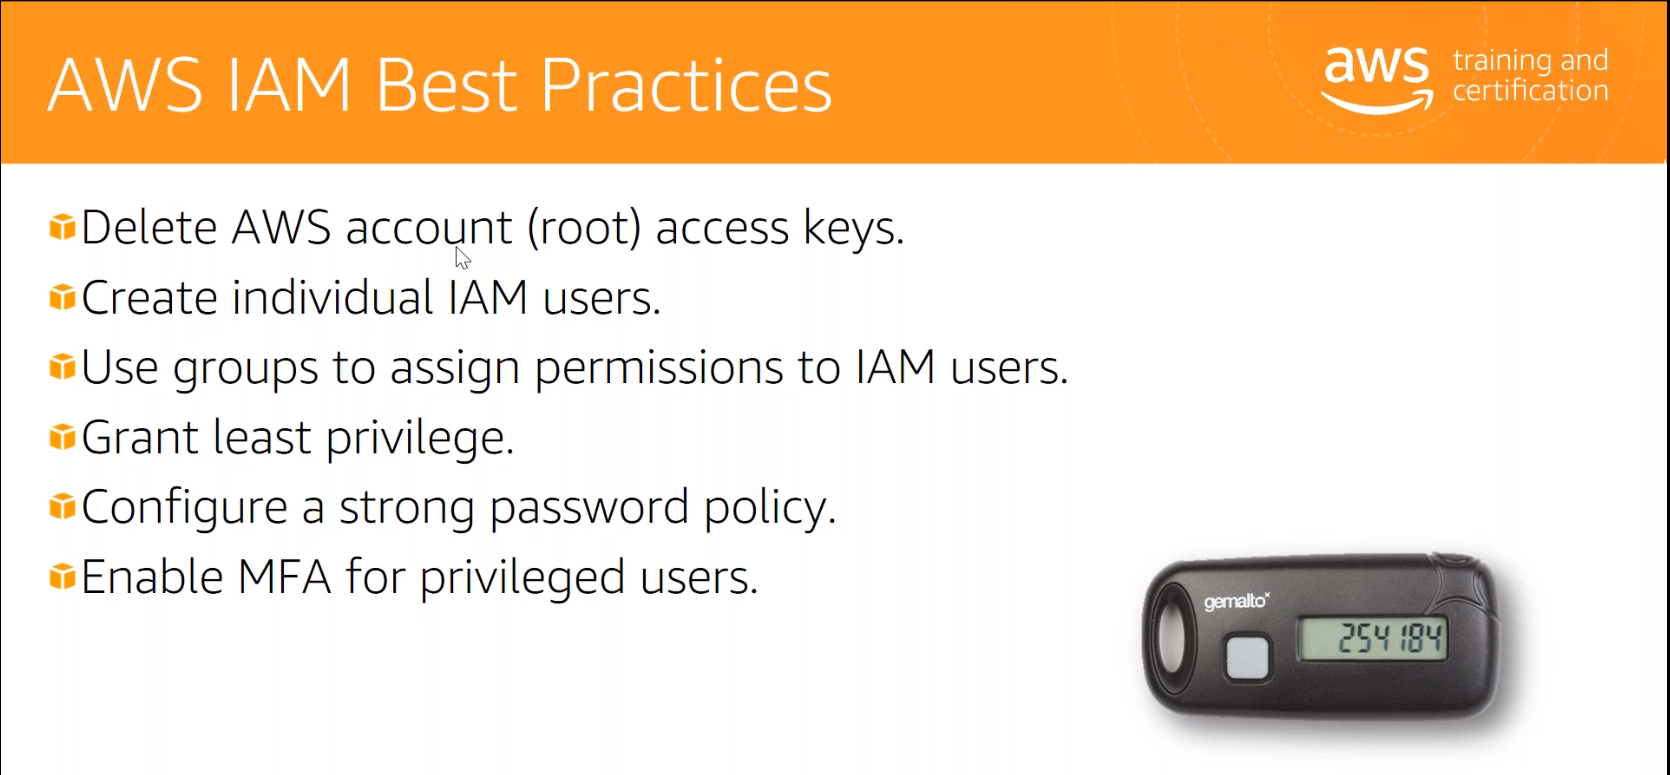 AWS IAM Best Practices
aws training and
certification
Delete AWS account (root) access keys.
Create individual IAM users.
Use groups to assign permissions to IAM users.
Grant least privilege.
Configure a strong password policy.
Enable MFA for privileged users.
gemalto
254184